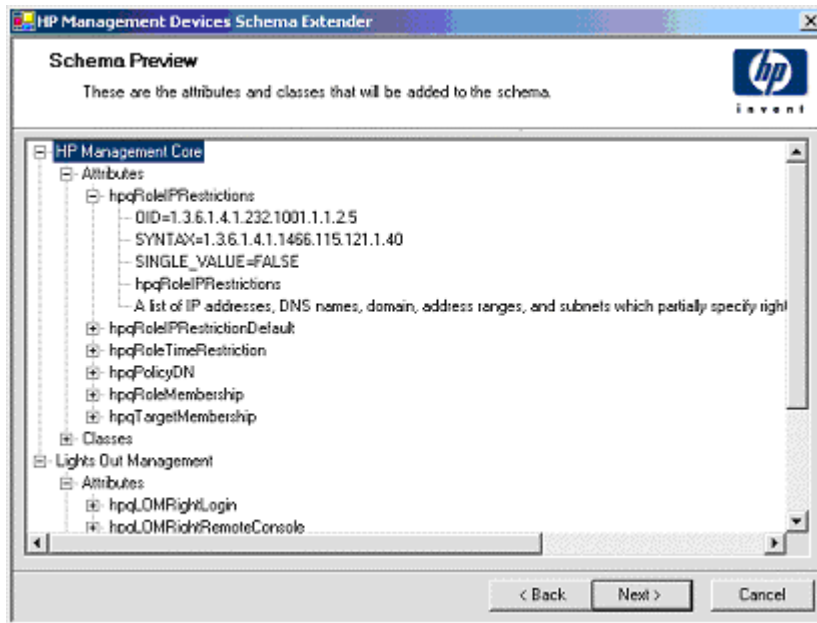 HP Management Devices Schema Extender
Schema Preview
These are the attributes and classes that will be added to the schema.
hp
invent
HP Management Core
Attributes
hpqRoleIPRestrictions
OID=1.3.6.1.4.1.232.1001.1.1.2.5
SYNTAX=1.3.6.1.4.1.1466.115.121.1.40
SINGLE_VALUE=FALSE
hpqRoleIPRestrictions
A list of IP addresses, DNS names, domain, address ranges, and subnets which partially specify right
hpqRoleIPRestrictionDefault
hpqRoleTimeRestriction
hpqPolicyDN
hpqRoleMembership
hpqTargetMembership
Classes
Lights Out Management
Attributes
hpqLOMRightLogin
hpqLOMRightRemoteConsole
< Back
Next >
Cancel